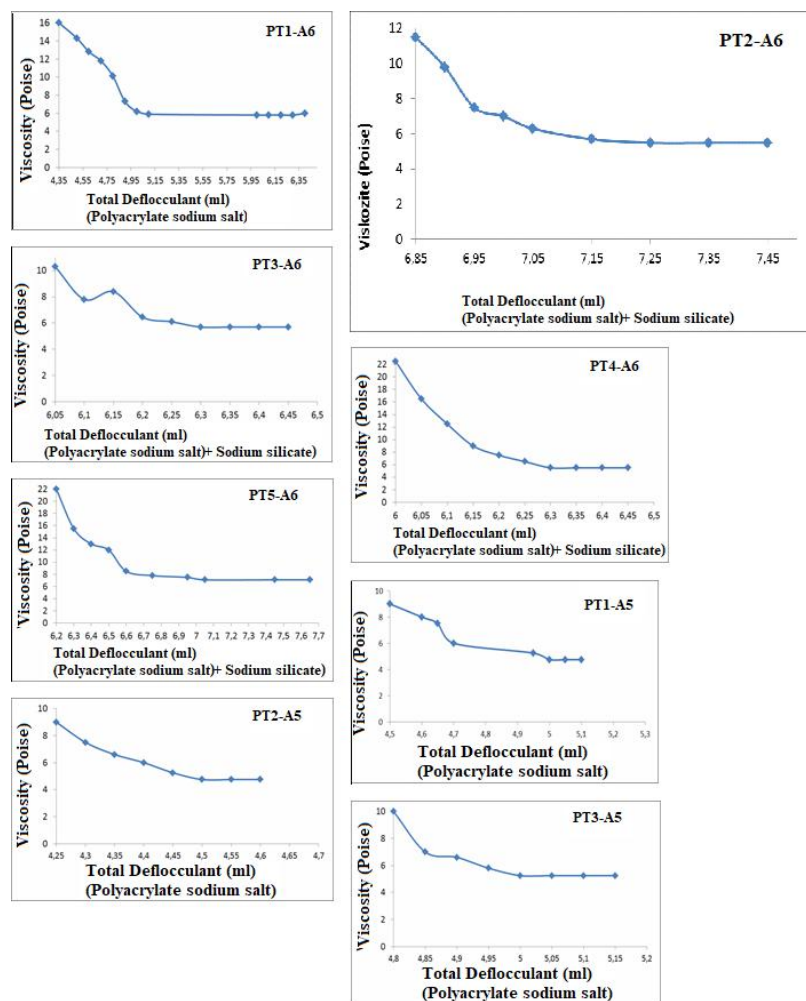 PT1-A6
Viscosity (Poise)
16
14
12
10
8
6
4
2
0
4,35 4,55 4,75 4,95 5,15 5,35 5,55 5,75 5,95 6,15 6,35
Total Deflocculant (ml)
(Polyacrylate sodium salt)
PT2-A6
Viskozite (Poise)
12
10
8
6
4
2
0
6,85 6,95 7,05 7,15 7,25 7,35 7,45
Total Deflocculant (ml)
(Polyacrylate sodium salt)+ Sodium silicate)
PT3-A6
Viscosity (Poise)
10
8
6
4
2
0
6,05 6,1 6,15 6,2 6,25 6,3 6,35 6,4 6,45 6,5
Total Deflocculant (ml)
(Polyacrylate sodium salt)+ Sodium silicate)
PT4-A6
Viscosity (Poise)
22
20
18
16
14
12
10
8
6
4
2
0
6 6,05 6,1 6,15 6,2 6,25 6,3 6,35 6,4 6,45 6,5
Total Deflocculant (ml)
(Polyacrylate sodium salt)+ Sodium silicate)
PT5-A6
'Viscosity (Poise)
22
20
18
16
14
12
10
8
6
4
2
0
6,2 6,3 6,4 6,5 6,6 6,7 6,8 6,9 7 7,1 7,2 7,3 7,4 7,5 7,6 7,7
Total Deflocculant (ml)
(Polyacrylate sodium salt)+ Sodium silicate)
PT1-A5
Viscosity (Poise)
10
8
6
4
2
0
4,5 4,6 4,7 4,8 4,9 5 5,1 5,2 5,3
Total Deflocculant (ml)
(Polyacrylate sodium salt)
PT2-A5
Viscosity (Poise)
10
8
6
4
2
0
4,25 4,3 4,35 4,4 4,45 4,5 4,55 4,6 4,65 4,7
Total Deflocculant (ml)
(Polyacrylate sodium salt)
PT3-A5
'Viscosity (Poise)
10
8
6
4
2
0
4,8 4,85 4,9 4,95 5 5,05 5,1 5,15 5,2
Total Deflocculant (ml)
(Polyacrylate sodium salt)